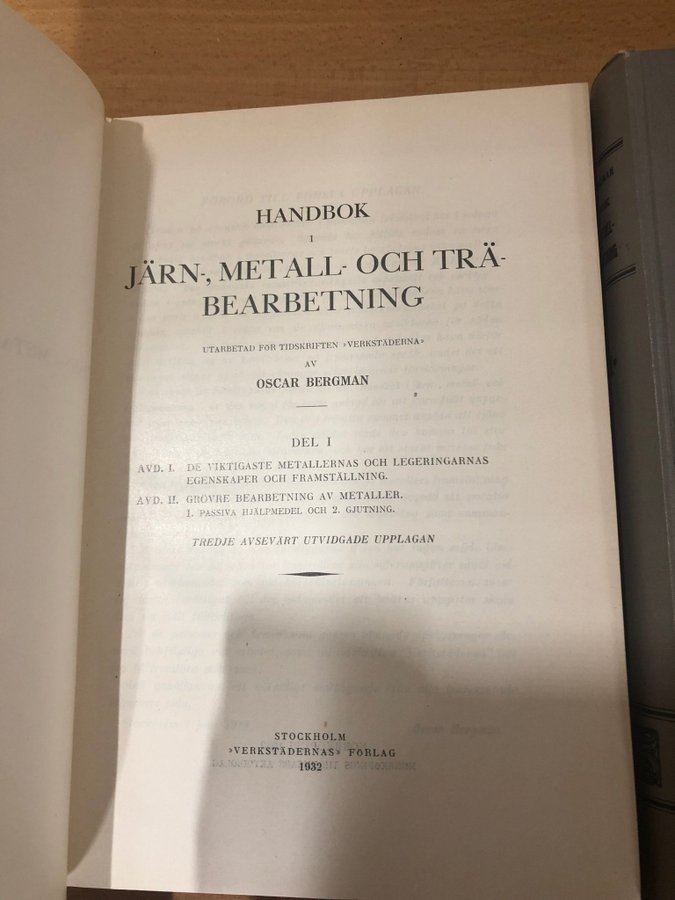 HANDBOK
I
JÄRN-, METALL- OCH TRÄ-
BEARBETNING
UTARBETAD FÖR TIDSKRIFTEN »VERKSTÄDERNA»
AV
OSCAR BERGMAN
DEL I
AVD. I. DE VIKTIGASTE METALLERNAS OCH LEGERINGARNAS
EGENSKAPER OCH FRAMSTÄLLNING.
AVD. II. GRÖVRE BEARBETNING AV METALLER.
1. PASSIVA HJÄLPMEDEL OCH 2. GJUTNING.
TREDJE AVSEVÄRT UTVIDGADE UPPLAGAN
STOCKHOLM
»VERKSTÄDERNAS» FÖRLAG
1932